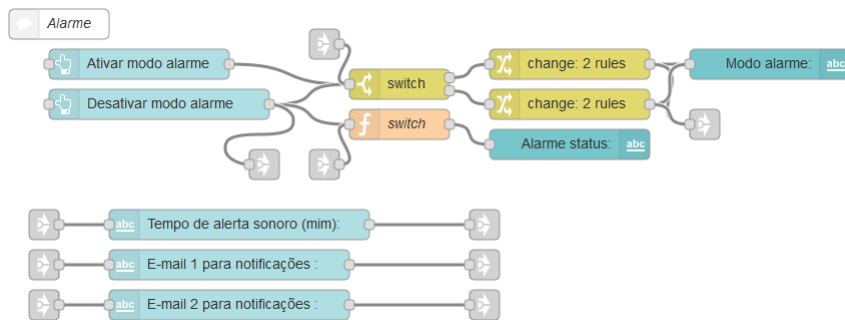 Alarme
Ativar modo alarme
switch
change: 2 rules
Modo alarme: abc
Desativar modo alarme
change: 2 rules
switch
Alarme status: abc
abc Tempo de alerta sonoro (mim):
abc E-mail 1 para notificações :
abc E-mail 2 para notificações :